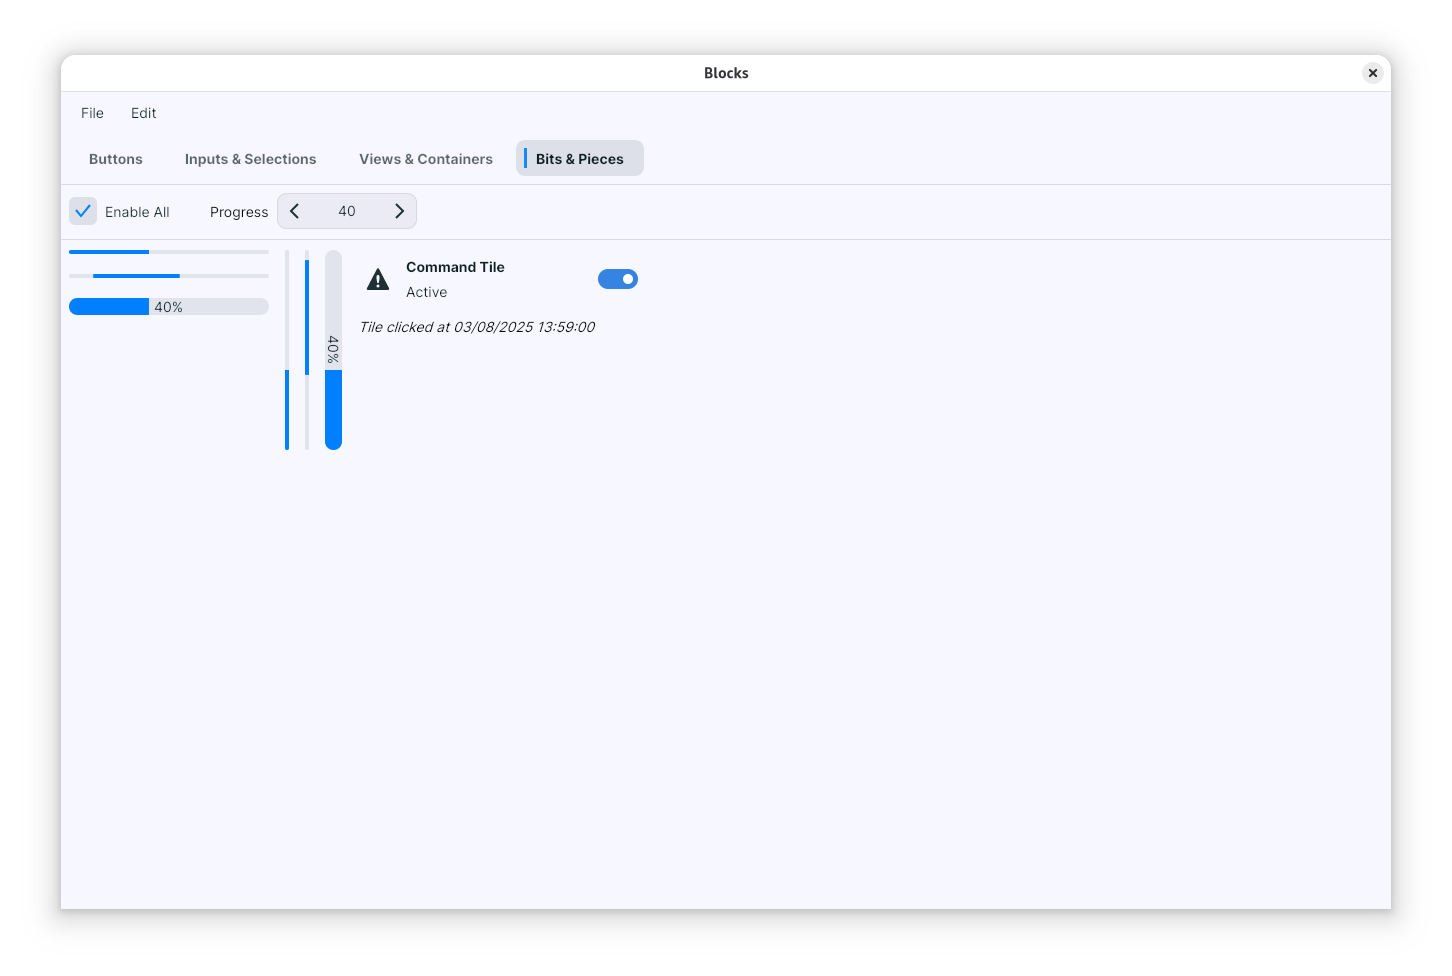 Blocks
File Edit
Buttons Inputs & Selections Views & Containers Bits & Pieces
Enable All Progress 40
40%
40%
Command Tile
Active
Tile clicked at 03/08/2025 13:59:00